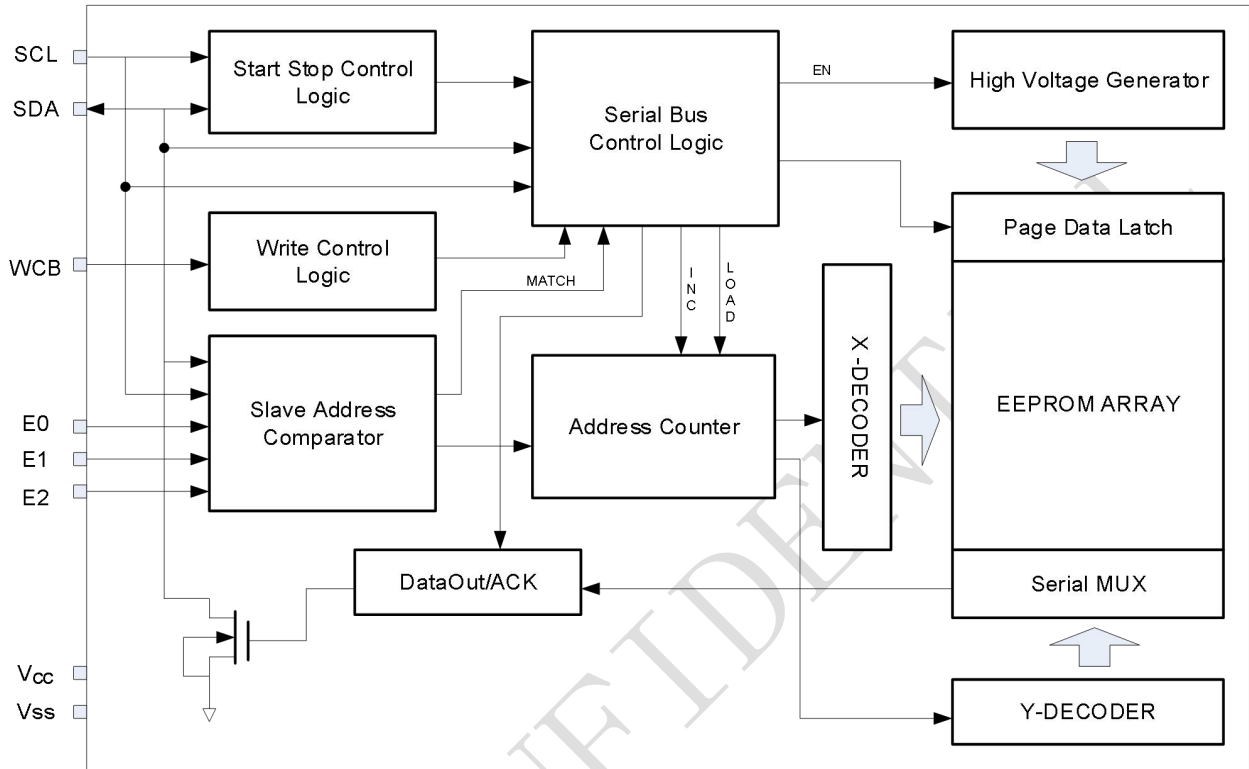 SCL
SDA
WCB
E0
E1
E2
Vcc
Vss
Start Stop Control
Logic
Write Control
Logic
Slave Address
Comparator
Serial Bus
Control Logic
EN
High Voltage Generator
Page Data Latch
MATCH
INC
LOAD
Address Counter
X-DECODER
EEPROM ARRAY
DataOut/ACK
Serial MUX
Y-DECODER